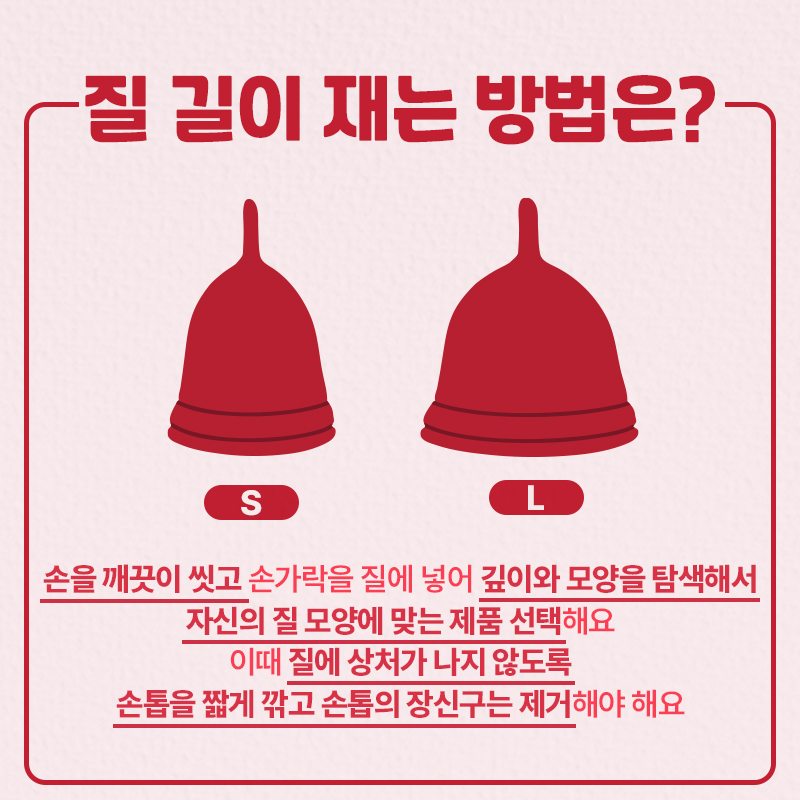 질 길이 재는 방법은?
S
L
손을 깨끗이 씻고 손가락을 질에 넣어 깊이와 모양을 탐색해서
자신의 질 모양에 맞는 제품 선택해요
이때 질에 상처가 나지 않도록
손톱을 짧게 깎고 손톱의 장신구는 제거해야 해요